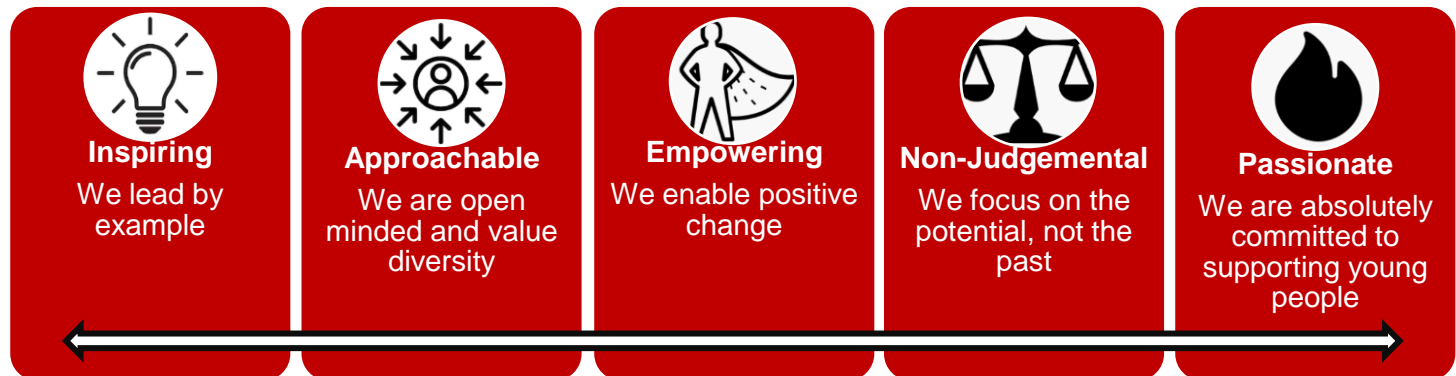 Inspiring
We lead by
example
Approachable
We are open
minded and value
diversity
Empowering
We enable positive
change
Non-Judgemental
We focus on the
potential, not the
past
Passionate
We are absolutely
committed to
supporting young
people